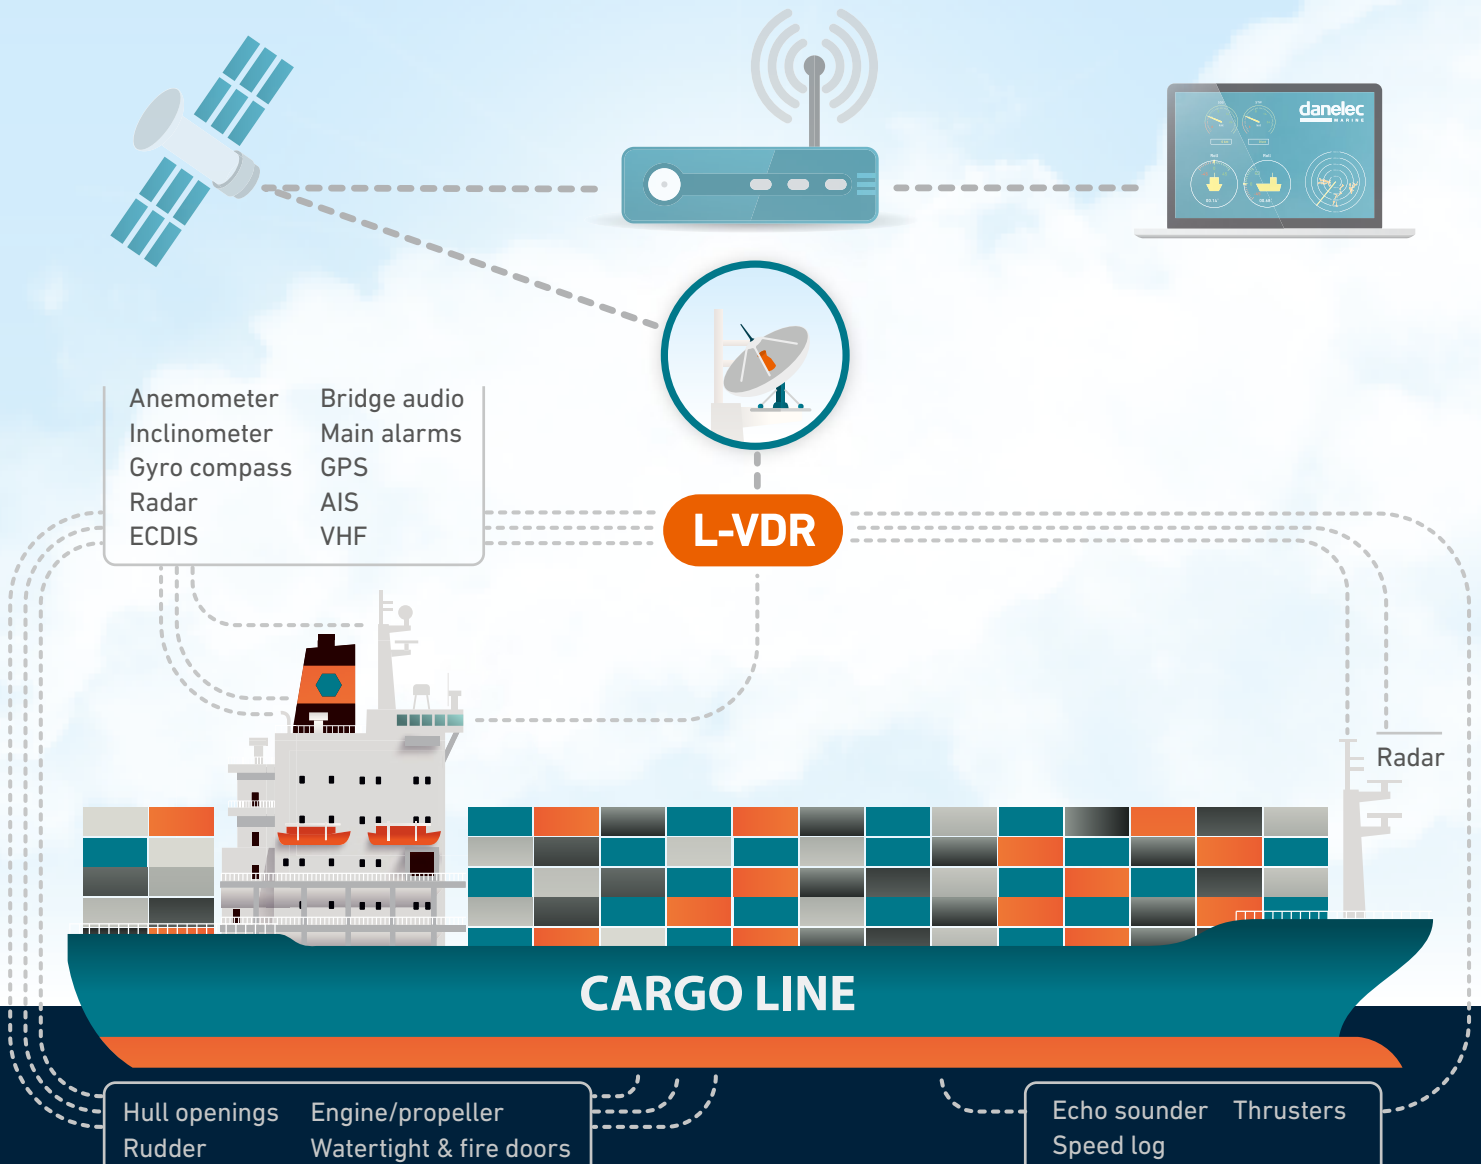 danelec
MARINE
Anemometer Bridge audio
Inclinometer Main alarms
Gyro compass GPS
Radar AIS
ECDIS VHF
L-VDR
Radar
CARGO LINE
Hull openings Engine/propeller
Rudder Watertight & fire doors
Echo sounder Thrusters
Speed log